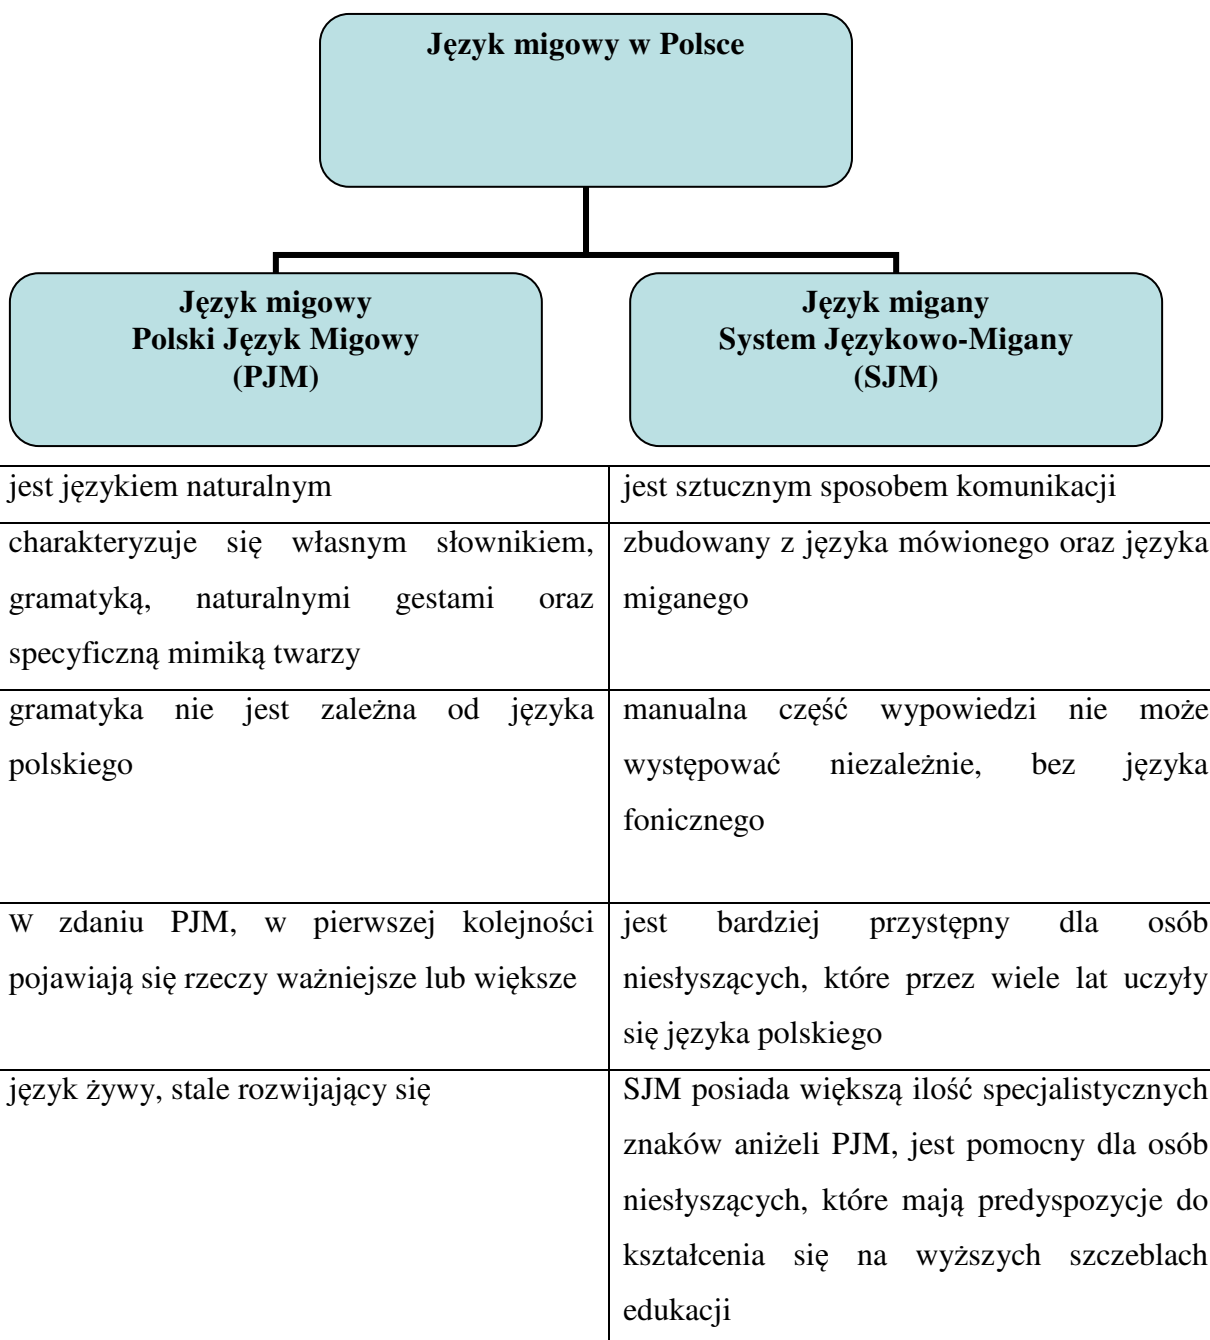 Język migowy w Polsce
Język migowy
Polski Język Migowy
(PJM)
Język migany
System Językowo-Migany
(SJM)
jest językiem naturalnym
jest sztucznym sposobem komunikacji
charakteryzuje się własnym słownikiem,
gramatyką, naturalnymi gestami oraz
specyficzną mimiką twarzy
zbudowany z języka mówionego oraz języka
miganego
gramatyka nie jest zależna od języka
polskiego
manualna część wypowiedzi nie może
występować niezależnie, bez języka
fonicznego
w zdaniu PJM, w pierwszej kolejności
pojawiają się rzeczy ważniejsze lub większe
jest bardziej przystępny dla osób
niesłyszących, które przez wiele lat uczyły
się języka polskiego
język żywy, stale rozwijający się
SJM posiada większą ilość specjalistycznych
znaków aniżeli PJM, jest pomocny dla osób
niesłyszących, które mają predyspozycje do
kształcenia się na wyższych szczeblach
edukacji